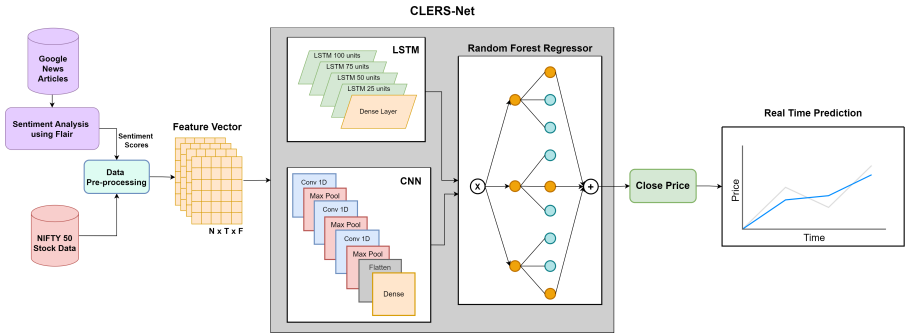 CLERS-Net
Google
News
Articles
Sentiment Analysis
using Flair
Sentiment
Scores
Data
Pre-processing
NIFTY 50
Stock Data
Feature Vector
N x T x F
LSTM
LSTM 100 units
LSTM 75 units
LSTM 50 units
LSTM 25 units
Dense Layer
CNN
Conv 1D
Max Pool
Conv 1D
Max Pool
Conv 1D
Max Pool
Flatten
Dense
Random Forest Regressor
X
+
Close Price
Real Time Prediction
Price
Time